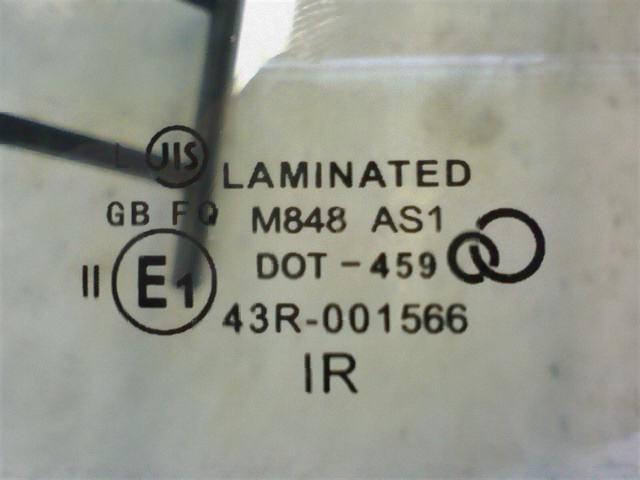 L JIS LAMINATED
GB FQ M848 AS1
DOT-459
II E1 43R-001566
IR